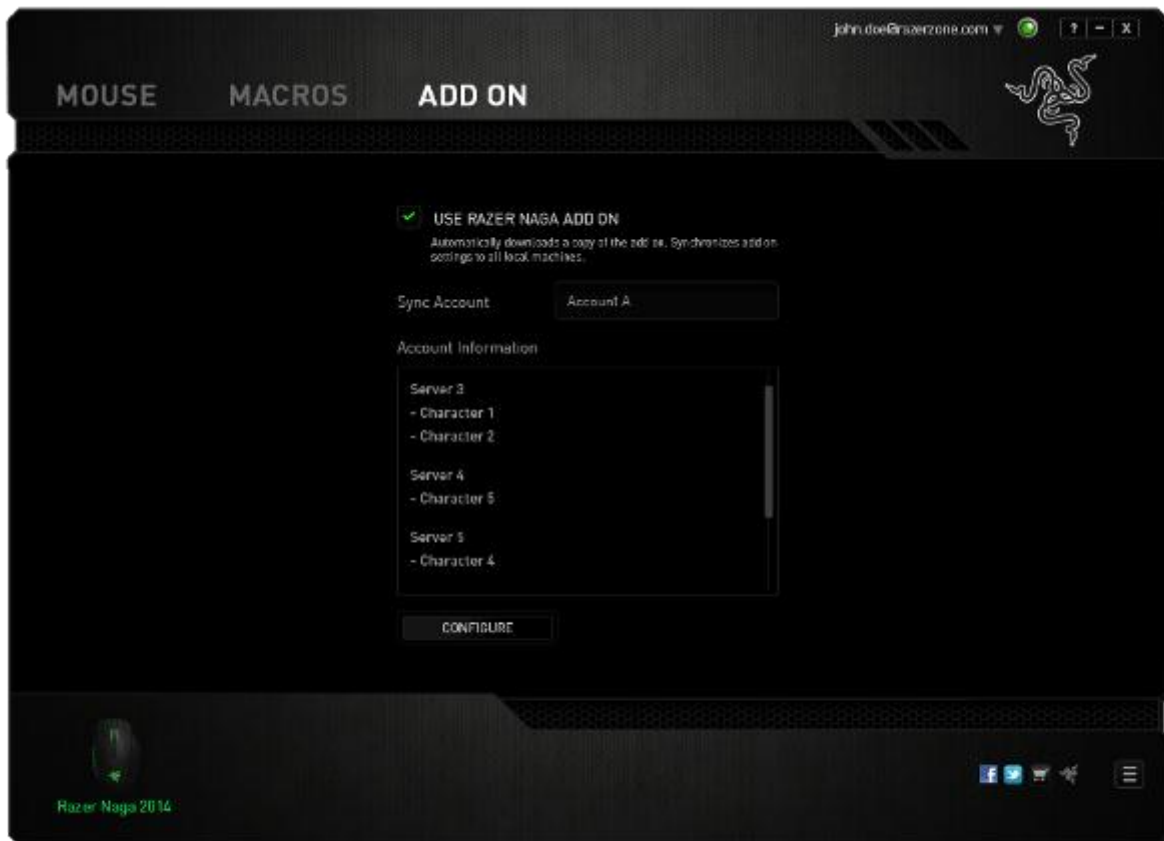 john.doe@razerzone.com
? – X
MOUSE MACROS ADD ON
USE RAZER NAGA ADD ON
Automatically downloads a copy of the add on. Synchronizes add on
settings to all local machines.
Sync Account Account A
Account Information
Server 3
- Character 1
- Character 2
Server 4
- Character 5
Server 5
- Character 4
CONFIGURE
Razer Naga 2014